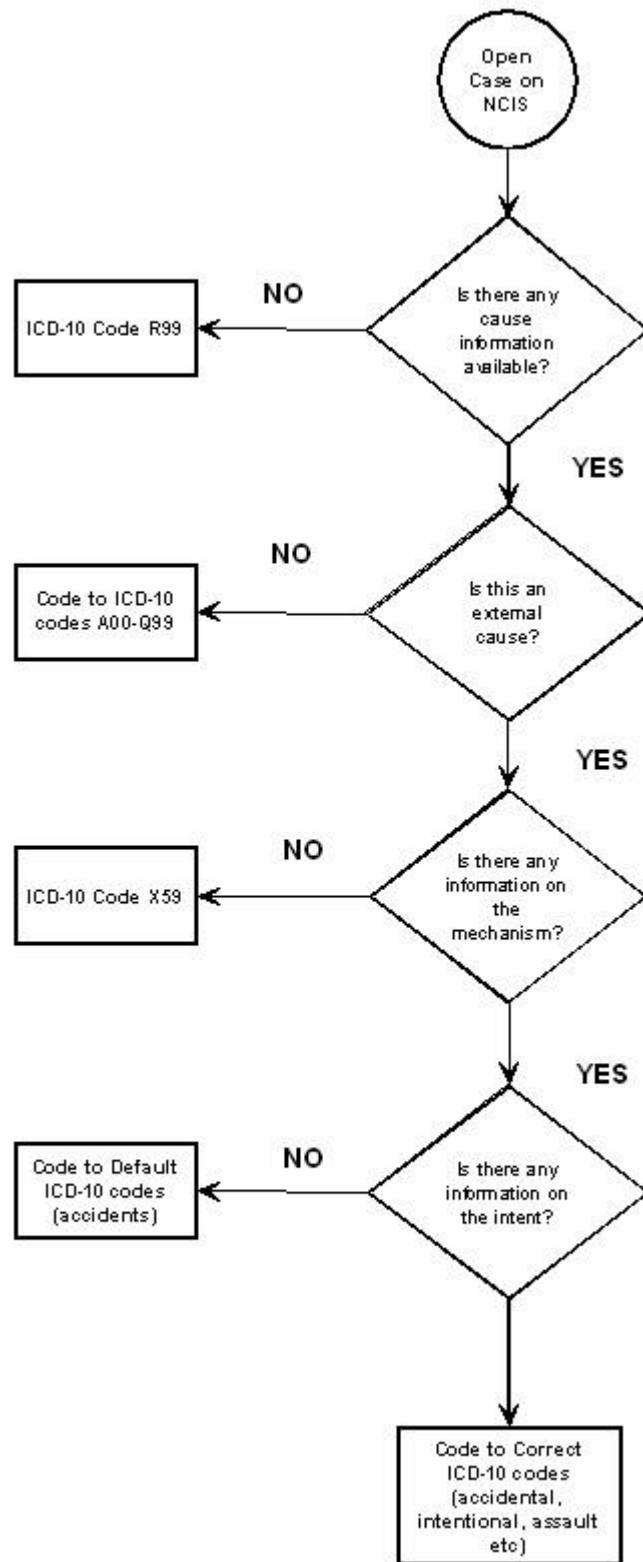 Open
Case on
NCIS
Is there any
cause
information
available?
NO
ICD-10 Code R99
YES
Is this an
external
cause?
NO
Code to ICD-10
codes A00-Q99
YES
Is there any
information on
the
mechanism?
NO
ICD-10 Code X59
YES
Is there any
information on
the intent?
NO
Code to Default
ICD-10 codes
(accidents)
Code to Correct
ICD-10 codes
(accidental,
intentional, assault
etc)